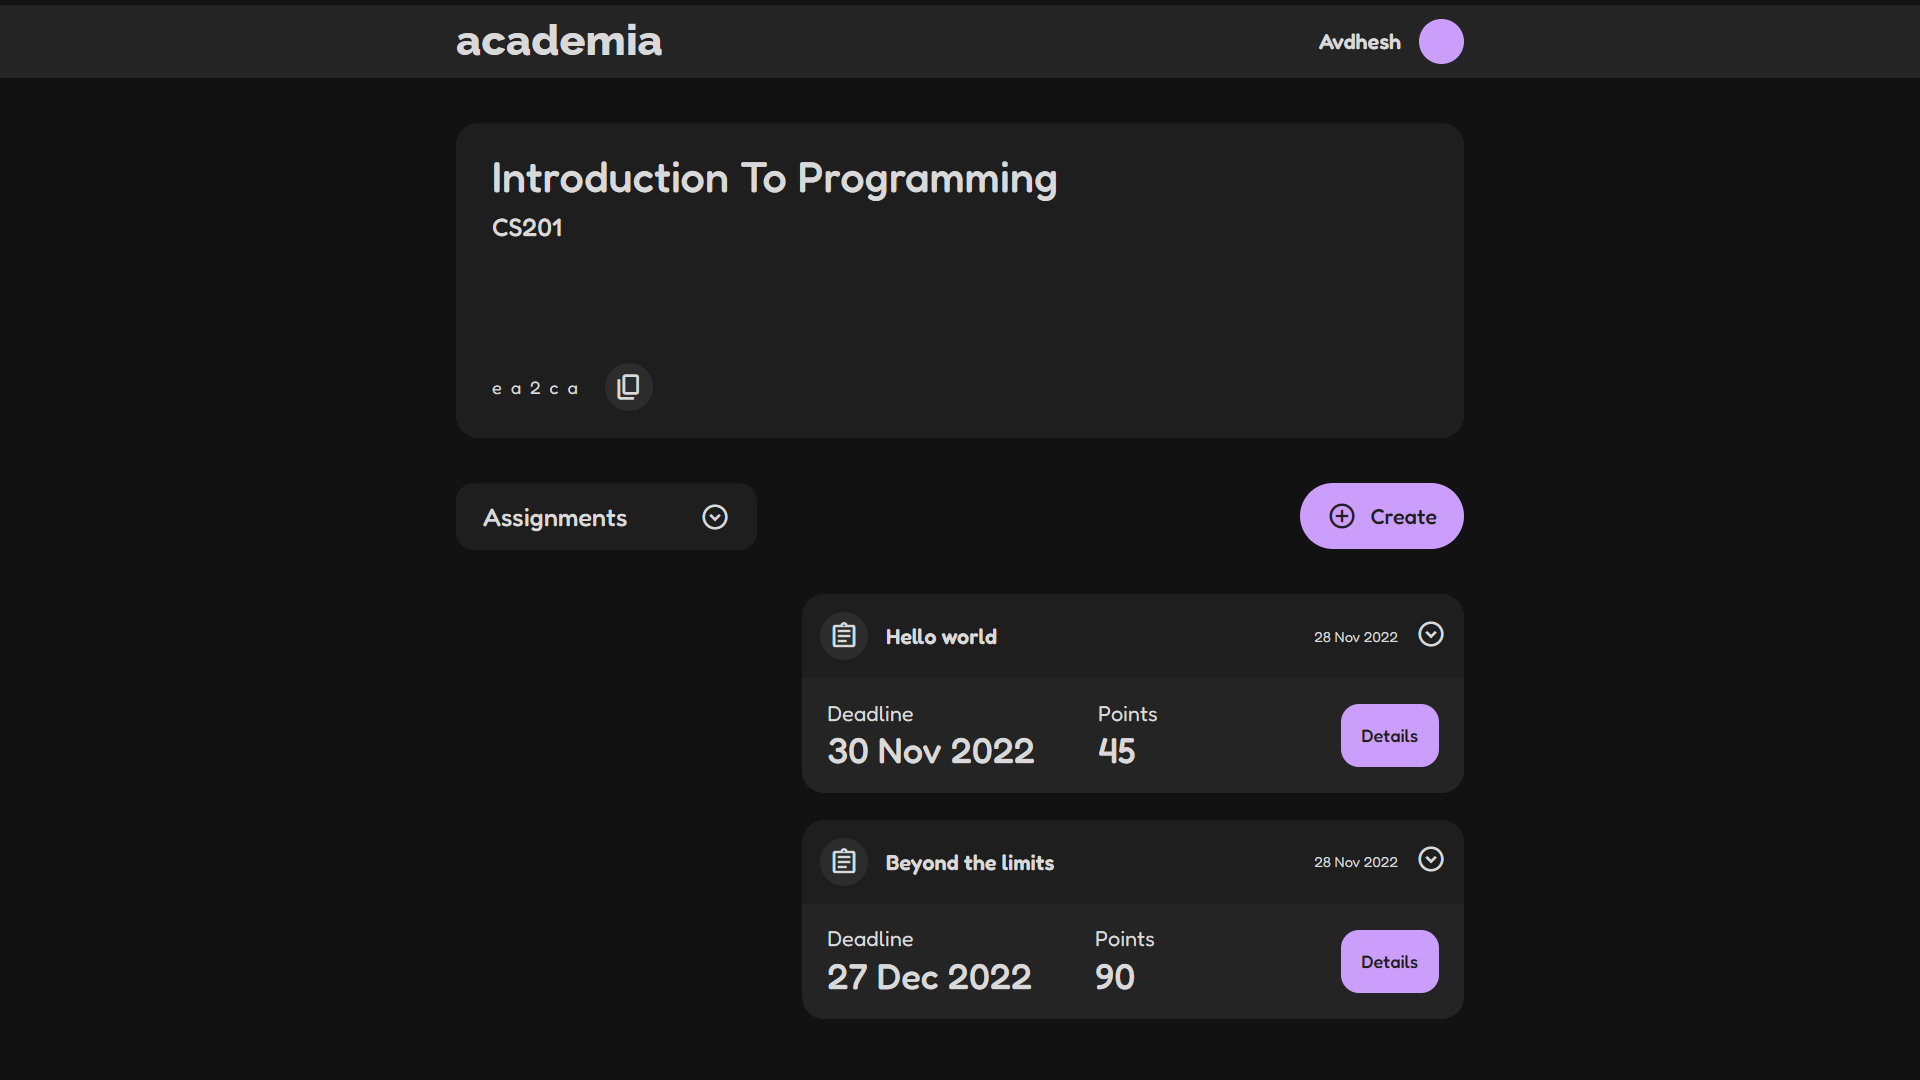 academia
Avdhesh
Introduction To Programming
CS201
ea2ca
Assignments
Create
Hello world
28 Nov 2022
Deadline
Points
30 Nov 2022
45
Details
Beyond the limits
28 Nov 2022
Deadline
Points
27 Dec 2022
90
Details